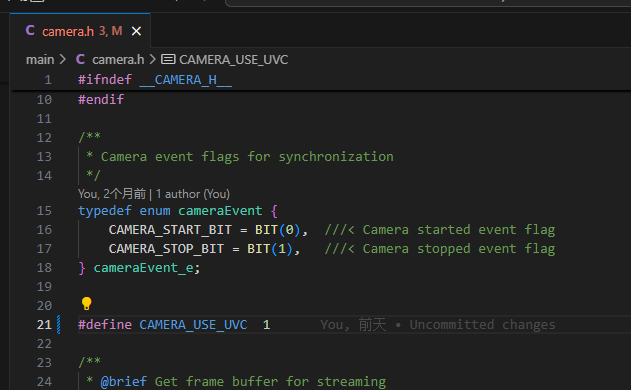 C camera.h 3, M
main > C camera.h > CAMERA_USE_UVC
1 #ifndef __CAMERA_H__
10 #endif
11
12 /**
13 * Camera event flags for synchronization
14 */
You, 2个月前 | 1 author (You)
15 typedef enum cameraEvent {
16 CAMERA_START_BIT = BIT(0), ///< Camera started event flag
17 CAMERA_STOP_BIT = BIT(1), ///< Camera stopped event flag
18 } cameraEvent_e;
19
20
21 #define CAMERA_USE_UVC 1 You, 前天 • Uncommitted changes
22
23 /**
24 * @brief Get frame buffer for streaming